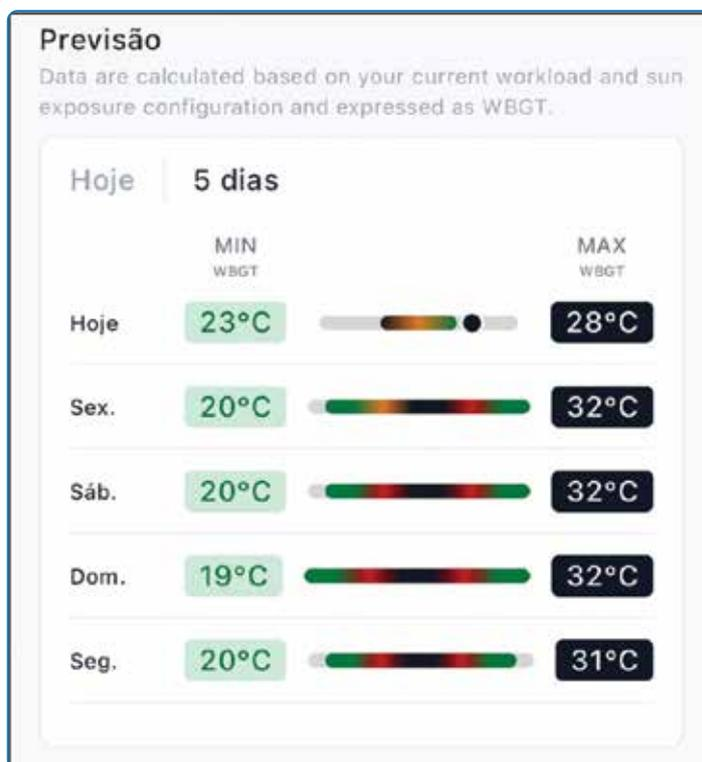 Previsão
Data are calculated based on your current workload and sun
exposure configuration and expressed as WBGT.
Hoje 5 dias
MIN MAX
WBGT WBGT
Hoje 23°C 28°C
Sex. 20°C 32°C
Sáb. 20°C 32°C
Dom. 19°C 32°C
Seg. 20°C 31°C